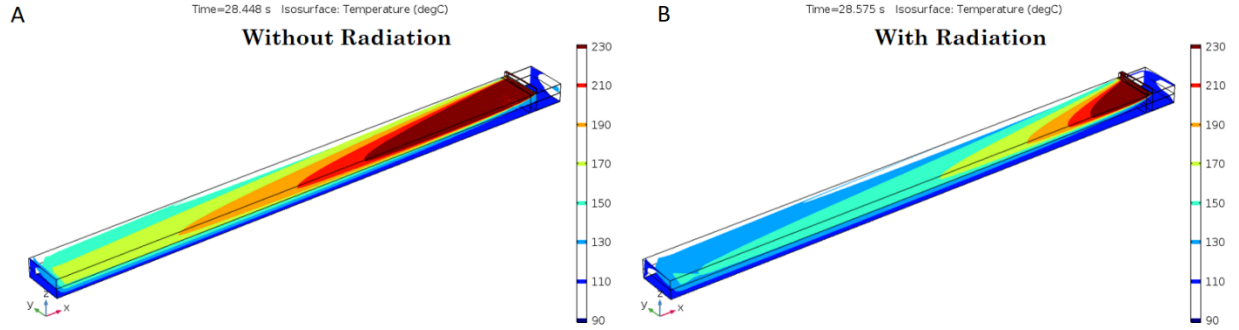 A
Time=28.448 s Isosurface: Temperature (degC)
Without Radiation
230
210
190
170
150
130
110
90
z
y
x
B
Time=28.575 s Isosurface: Temperature (degC)
With Radiation
230
210
190
170
150
130
110
90
z
y
x